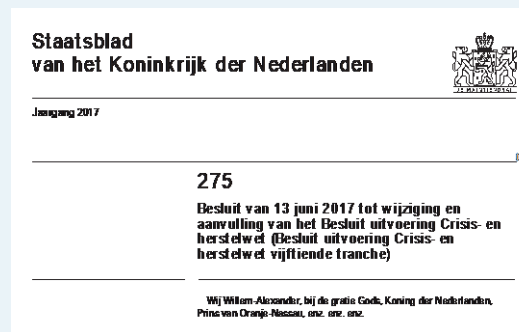 Staatsblad
van het Koninkrijk der Nederlanden
Jaargang 2017
275
Besluit van 13 juni 2017 tot wijziging en
aanvulling van het Besluit uitvoering Crisis- en
herstelwet (Besluit uitvoering Crisis- en
herstelwet vijftiende tranche)
Wij Willem-Alexander, bij de gratie Gods, Koning der Nederlanden,
Prins van Oranje-Nassau, enz. enz. enz.